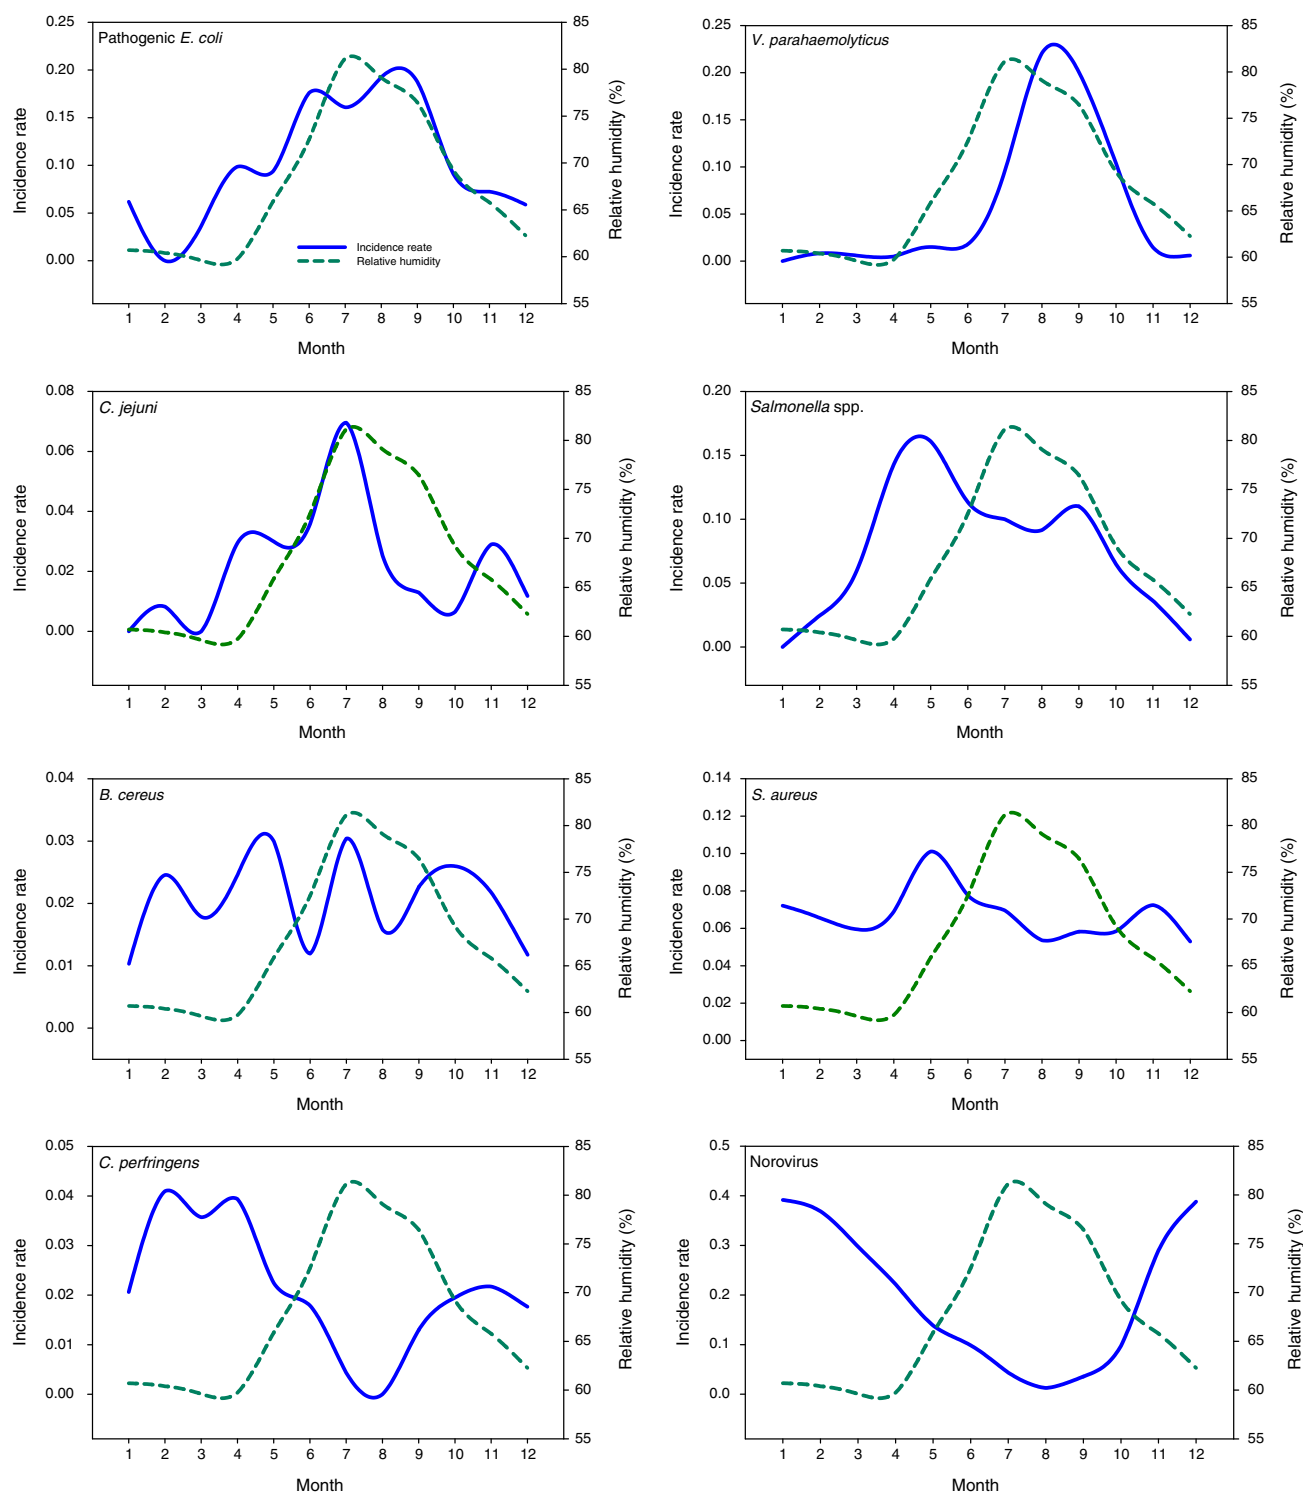 Pathogenic E. coli
0.25
0.20
0.15
0.10
0.05
0.00
Incidence rate
85
80
75
70
65
60
55
Relative humidity (%)
Incidence reate
Relative humidity
1 2 3 4 5 6 7 8 9 10 11 12
Month
V. parahaemolyticus
0.25
0.20
0.15
0.10
0.05
0.00
Incidence rate
85
80
75
70
65
60
55
Relative humidity (%)
1 2 3 4 5 6 7 8 9 10 11 12
Month
C. jejuni
0.08
0.06
0.04
0.02
0.00
Incidence rate
85
80
75
70
65
60
55
Relative humidity (%)
1 2 3 4 5 6 7 8 9 10 11 12
Month
Salmonella spp.
0.20
0.15
0.10
0.05
0.00
Incidence rate
85
80
75
70
65
60
55
Relative humidity (%)
1 2 3 4 5 6 7 8 9 10 11 12
Month
B. cereus
0.04
0.03
0.02
0.01
0.00
Incidence rate
85
80
75
70
65
60
55
Relative humidity (%)
1 2 3 4 5 6 7 8 9 10 11 12
Month
S. aureus
0.14
0.12
0.10
0.08
0.06
0.04
0.02
0.00
Incidence rate
85
80
75
70
65
60
55
Relative humidity (%)
1 2 3 4 5 6 7 8 9 10 11 12
Month
C. perfringens
0.05
0.04
0.03
0.02
0.01
0.00
Incidence rate
85
80
75
70
65
60
55
Relative humidity (%)
1 2 3 4 5 6 7 8 9 10 11 12
Month
Norovirus
0.5
0.4
0.3
0.2
0.1
0.0
Incidence rate
85
80
75
70
65
60
55
Relative humidity (%)
1 2 3 4 5 6 7 8 9 10 11 12
Month